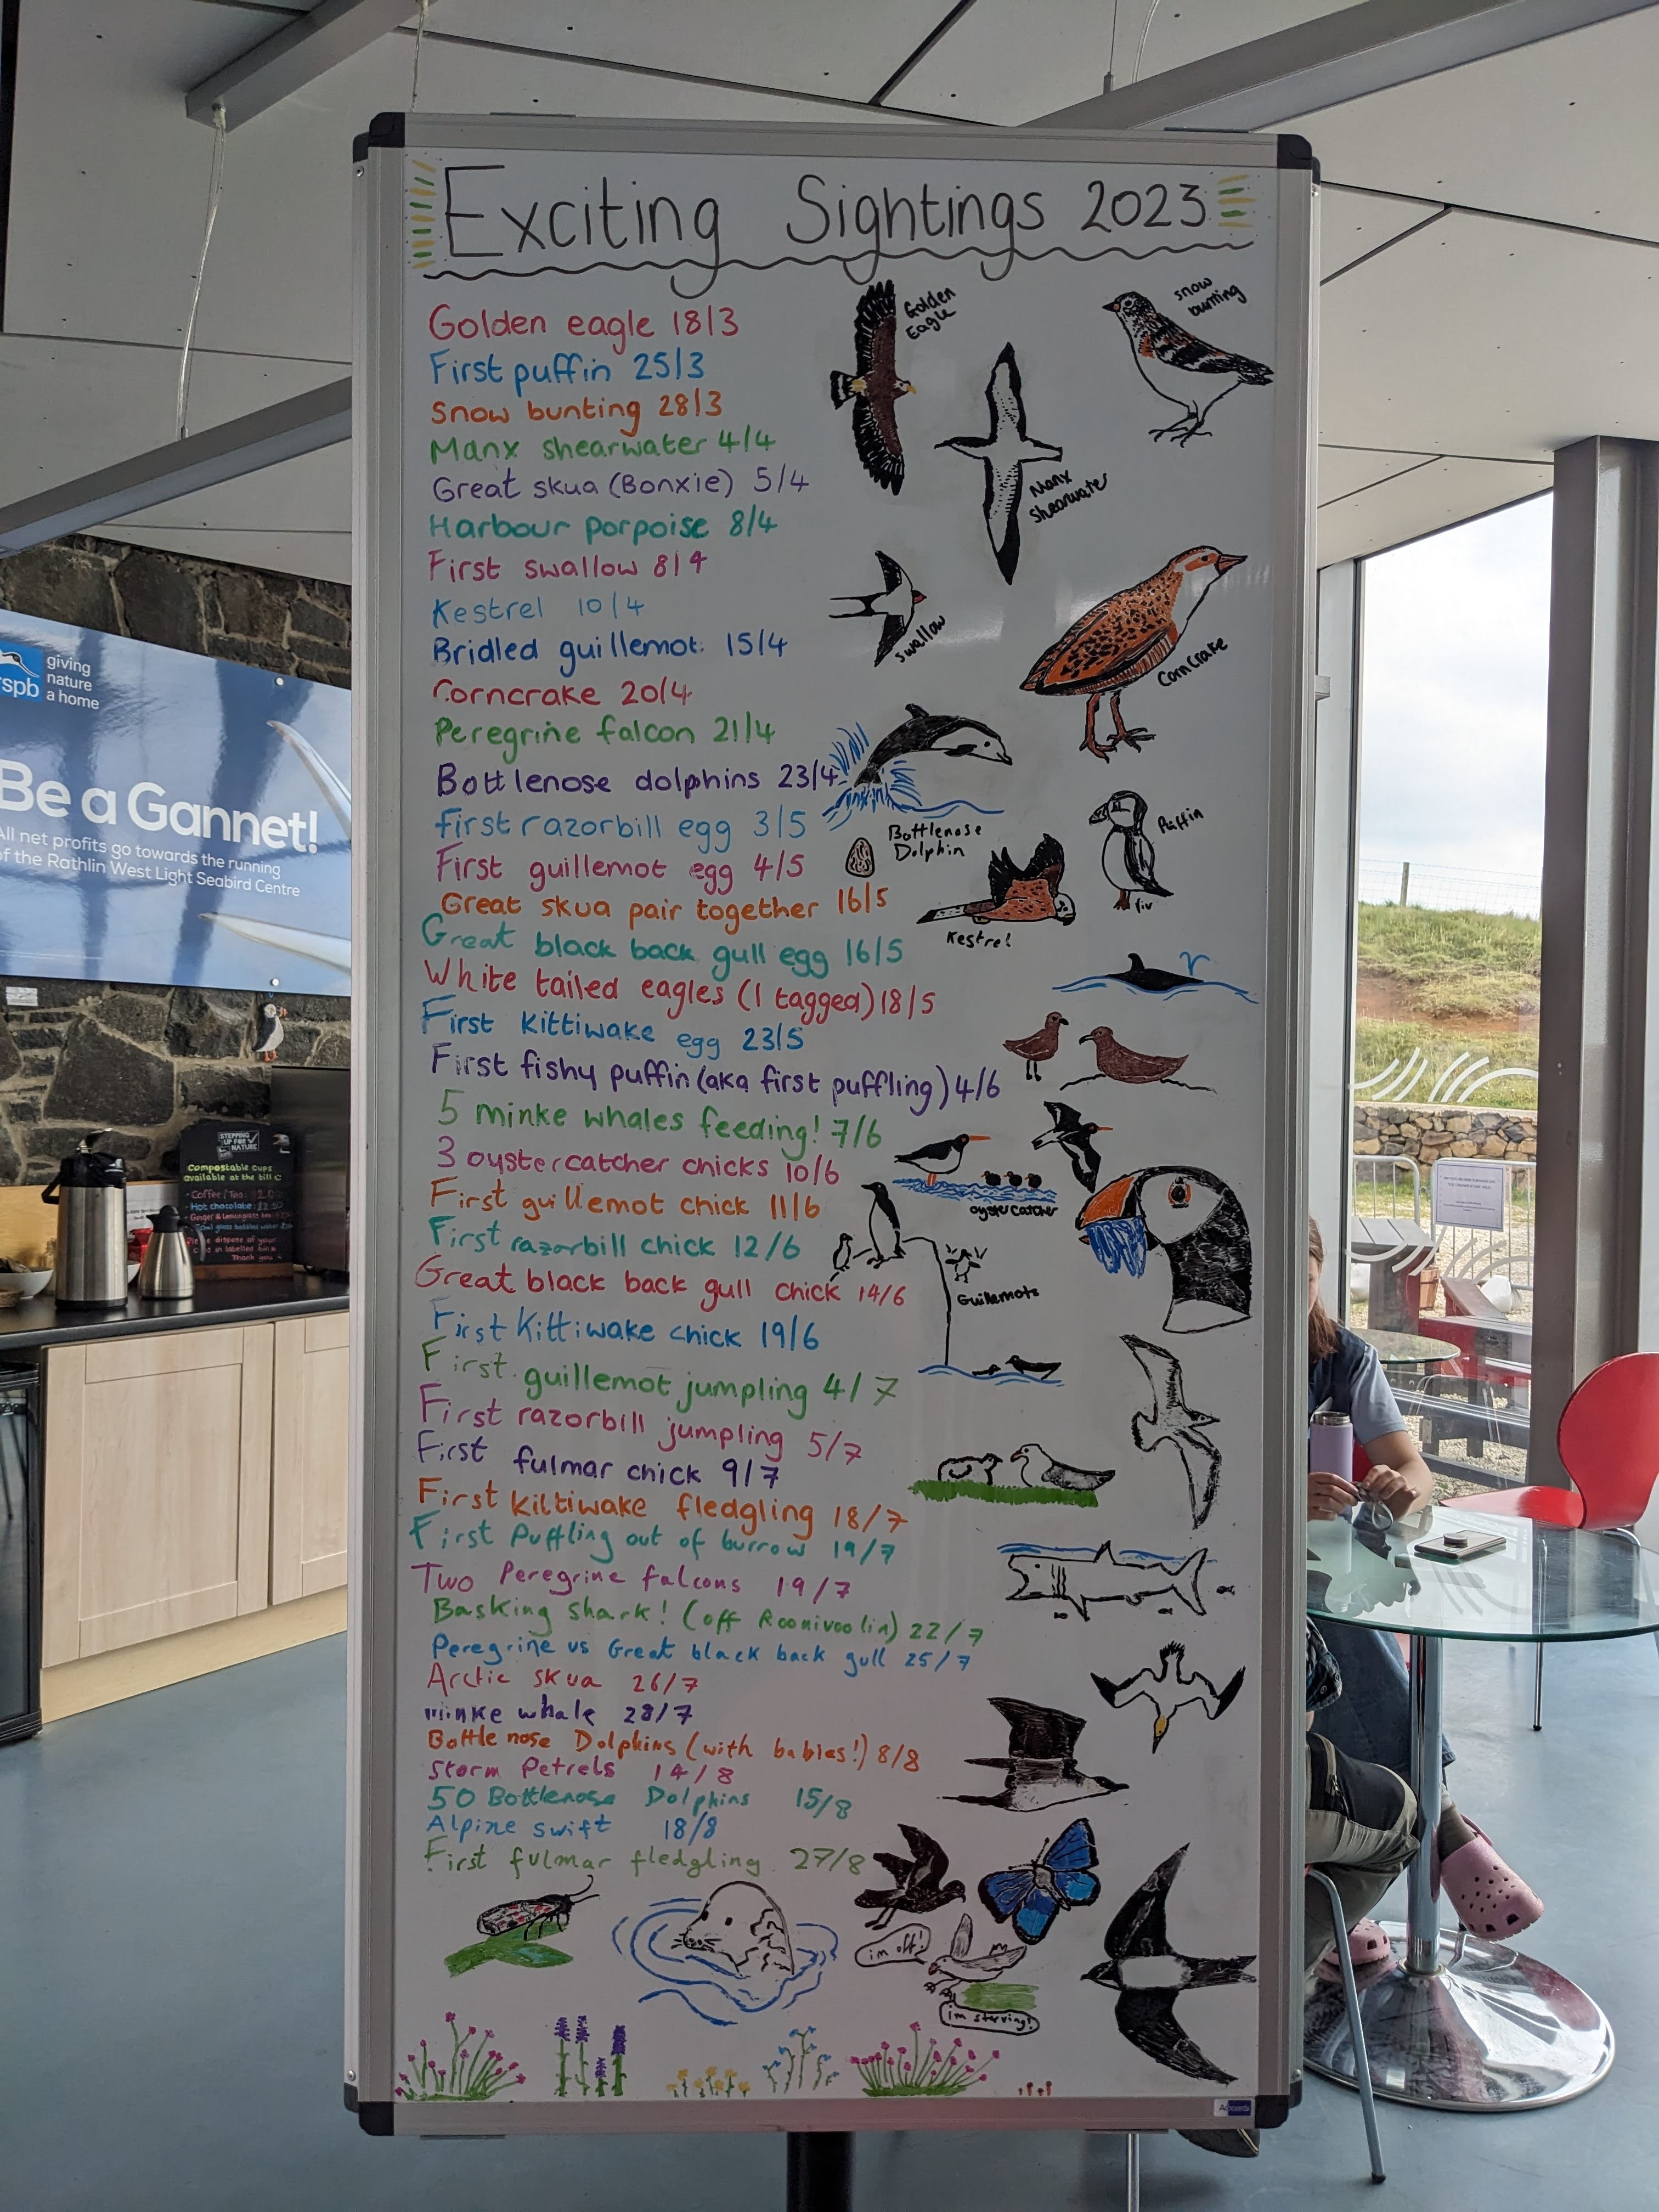 Exciting Sightings 2023
Golden eagle 18/3
First puffin 25/3
Snow bunting 28/3
Manx shearwater 4/4
Great skua (Bonxie) 5/4
Harbour porpoise 8/4
First swallow 8/4
Kestrel 10/4
Bridled guillemot 15/4
Corncrake 20/4
Peregrine falcon 21/4
Bottlenose dolphins 23/4
first razorbill egg 3/5
First guillemot egg 4/5
Great skua pair together 16/5
Great black back gull egg 16/5
White tailed eagles (1 tagged) 18/5
First Kittiwake egg 23/5
First fishy puffin (aka first puffling) 4/6
5 minke whales feeding! 7/6
3 oystercatcher chicks 10/6
First guillemot chick 11/6
First razorbill chick 12/6
Great black back gull chick 14/6
First Kittiwake chick 19/6
First guillemot jumpling 4/7
First razorbill jumpling 5/7
First fulmar chick 9/7
First kittiwake fledgling 18/7
First Puffling out of burrow 19/7
Two Peregrine falcons 19/7
Basking shark! (off Roonivoolin) 22/7
Peregrine vs Great black back gull 25/7
Arctic skua 26/7
minke whale 28/7
Bottle nose Dolphins (with babies!) 8/8
Storm Petrels 14/8
50 Bottlenose Dolphins 15/8
Alpine swift 18/8
First fulmar fledgling 27/8
Golden
Eagle
snow
bunting
Manx
Shearwater
swallow
Corncrake
Bottlenose
Dolphin
Puffin
Kestrel
oystercatcher
Guillemots
im off!
im starving!
rspb
giving
nature
a home
Be a Gannet!
All net profits go towards the running
of the Rathlin West Light Seabird Centre
STEPPING
UP FOR
NATURE
Compostable cups
available at the till
Coffee/Tea:
Hot chocolate:
Ginger & Lemongrass tea
Thank you